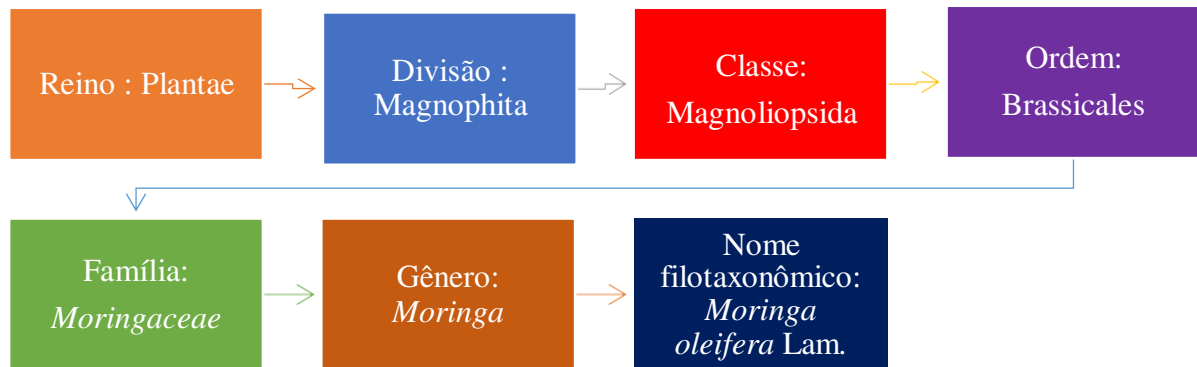 Reino : Plantae
Divisão :
Magnophita
Classe:
Magnoliopsida
Ordem:
Brassicales
Família:
Moringaceae
Gênero:
Moringa
Nome
filotaxonômico:
Moringa
oleifera Lam.